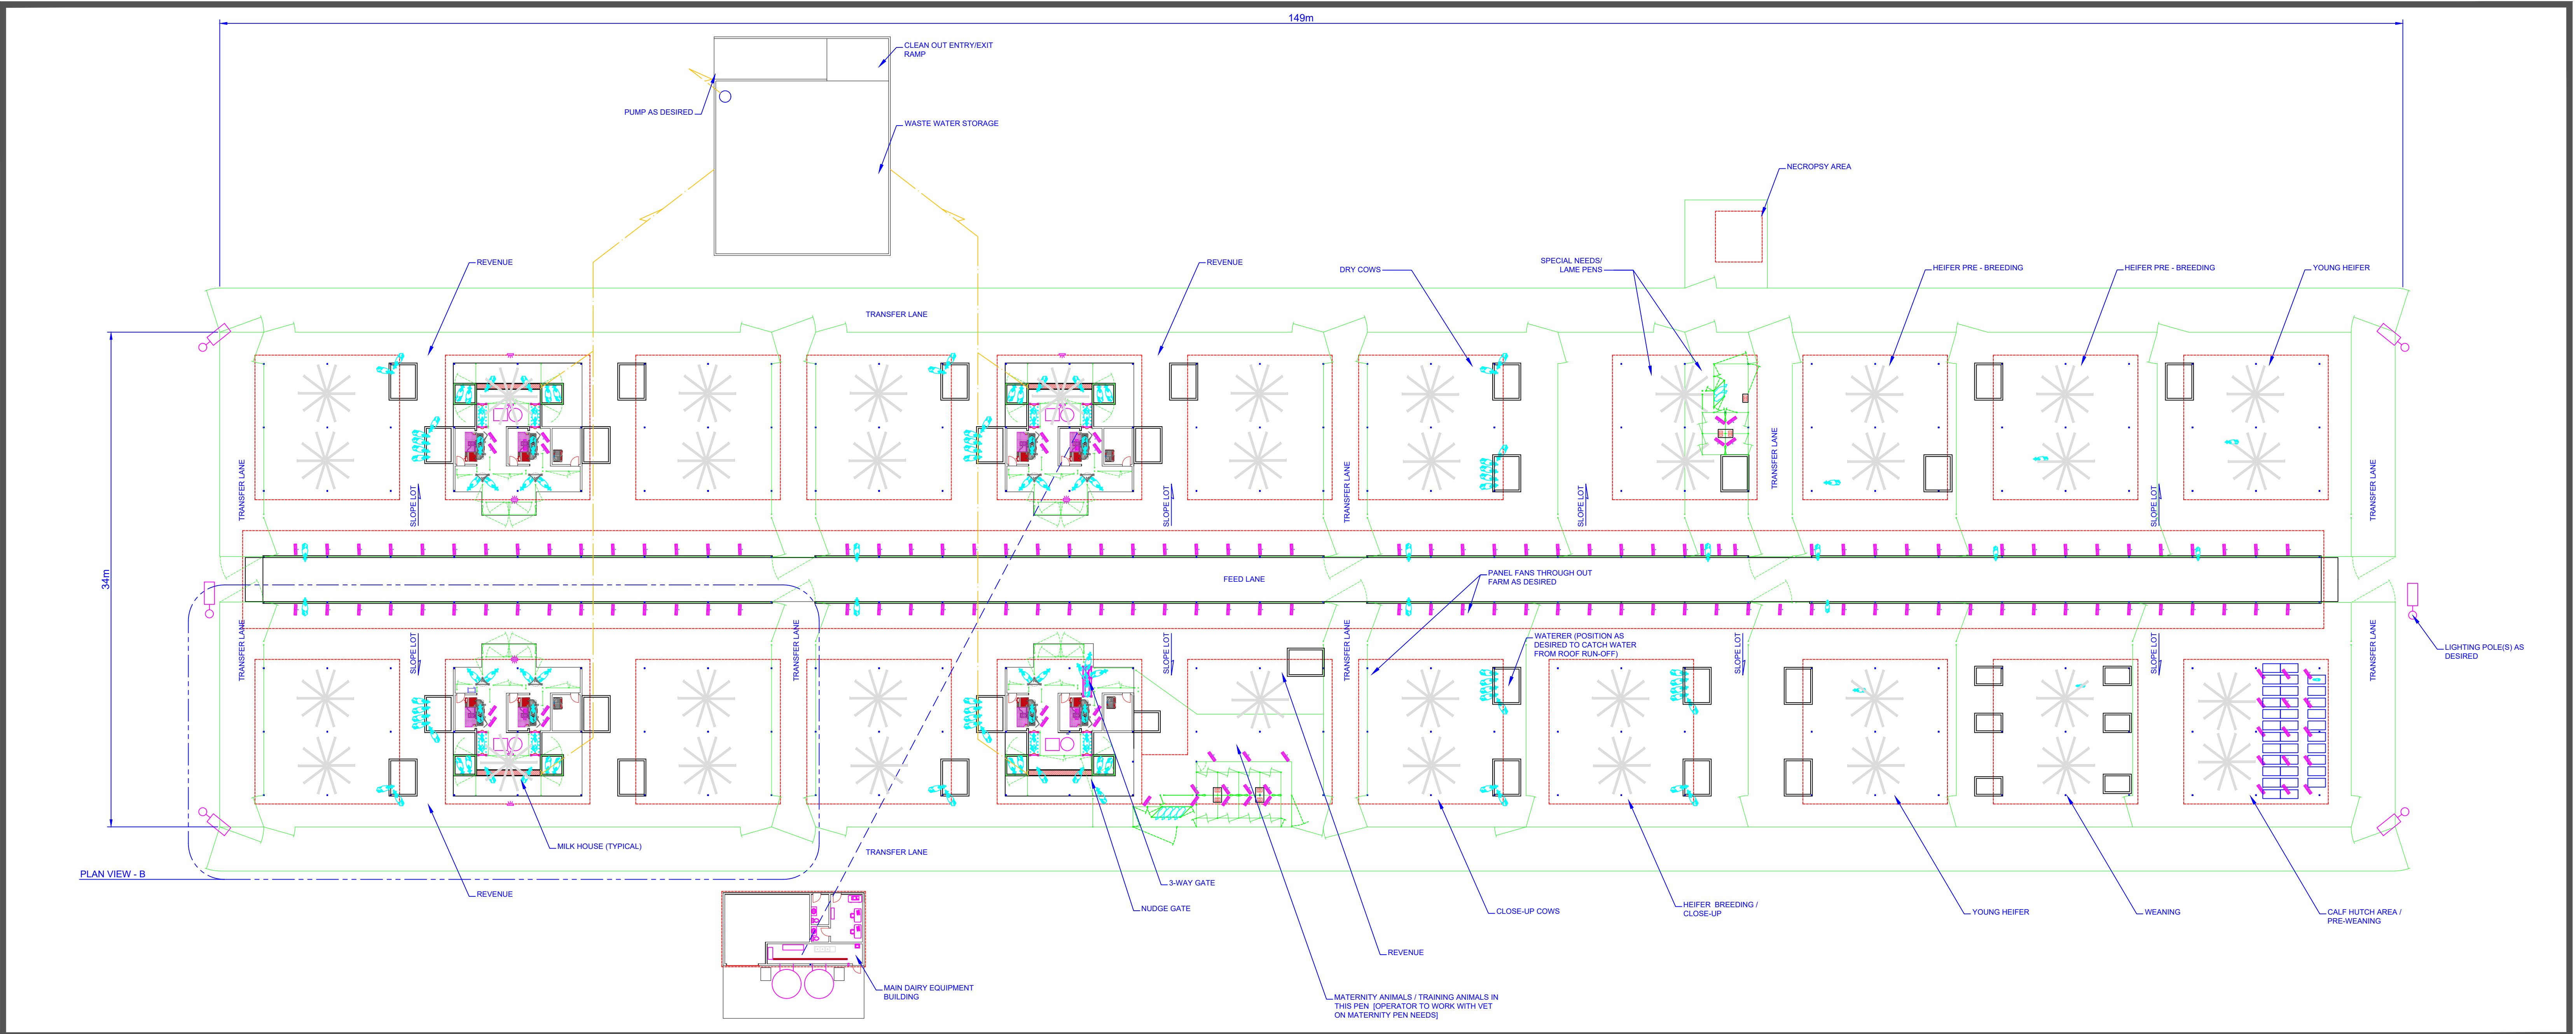 149m
CLEAN OUT ENTRY/EXIT
RAMP
PUMP AS DESIRED
WASTE WATER STORAGE
NECROPSY AREA
REVENUE
REVENUE
DRY COWS
SPECIAL NEEDS/
LAME PENS
HEIFER PRE - BREEDING
HEIFER PRE - BREEDING
YOUNG HEIFER
TRANSFER LANE
TRANSFER LANE
SLOPE LOT
SLOPE LOT
TRANSFER LANE
SLOPE LOT
TRANSFER LANE
SLOPE LOT
TRANSFER LANE
34m
FEED LANE
PANEL FANS THROUGH OUT
FARM AS DESIRED
TRANSFER LANE
SLOPE LOT
TRANSFER LANE
SLOPE LOT
TRANSFER LANE
WATERER (POSITION AS
DESIRED TO CATCH WATER
FROM ROOF RUN-OFF)
SLOPE LOT
SLOPE LOT
TRANSFER LANE
LIGHTING POLE(S) AS
DESIRED
MILK HOUSE (TYPICAL)
TRANSFER LANE
PLAN VIEW - B
REVENUE
3-WAY GATE
NUDGE GATE
CLOSE-UP COWS
HEIFER BREEDING /
CLOSE-UP
YOUNG HEIFER
WEANING
CALF HUTCH AREA /
PRE-WEANING
REVENUE
MAIN DAIRY EQUIPMENT
BUILDING
MATERNITY ANIMALS / TRAINING ANIMALS IN
THIS PEN [OPERATOR TO WORK WITH VET
ON MATERNITY PEN NEEDS]